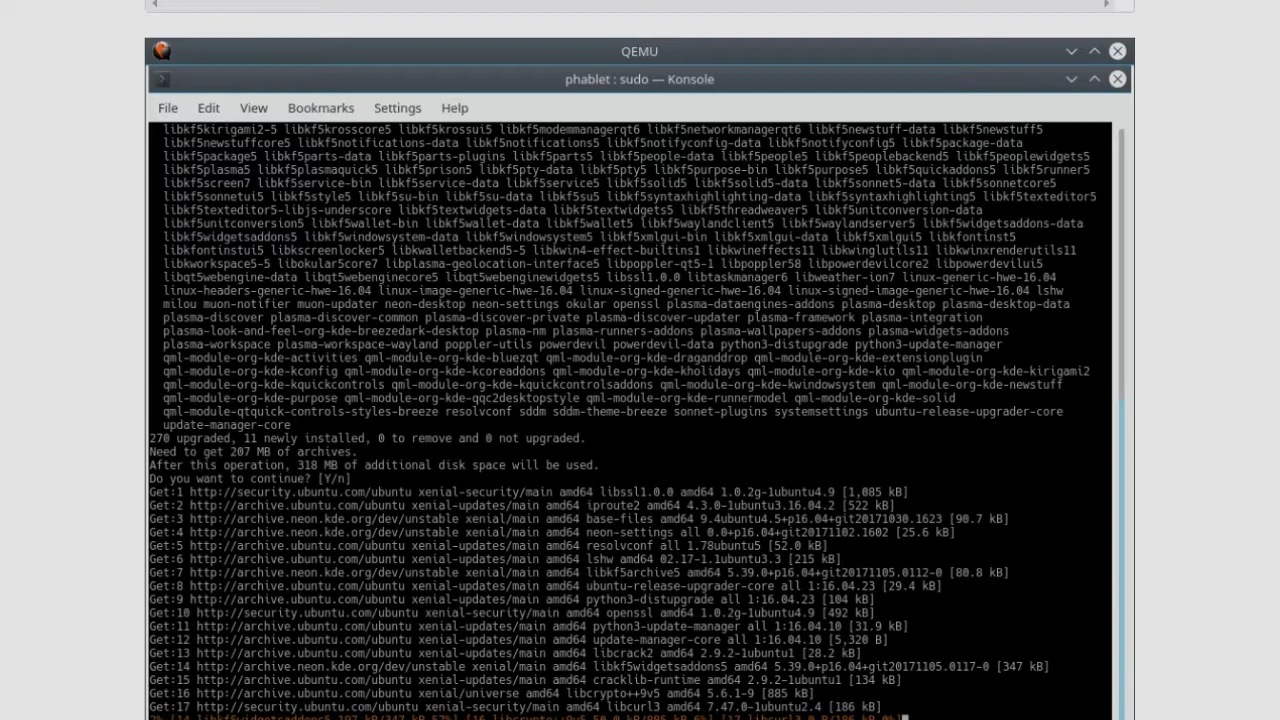 QEMU
phablet : sudo — Konsole
File Edit View Bookmarks Settings Help
libkf5kirigami2-5 libkf5krosscore5 libkf5krossui5 libkf5modemmanagerqt6 libkf5networkmanagerqt6 libkf5newstuff-data libkf5newstuff5
libkf5newstuffcore5 libkf5notifications-data libkf5notifications5 libkf5notifyconfig-data libkf5notifyconfig5 libkf5package-data
libkf5package5 libkf5parts-data libkf5parts-plugins libkf5parts5 libkf5people-data libkf5people5 libkf5peoplebackend5 libkf5peoplewidgets5
libkf5plasma5 libkf5plasmaquick5 libkf5prison5 libkf5pty-data libkf5pty5 libkf5purpose-bin libkf5purpose5 libkf5quickaddons5 libkf5runner5
libkf5screen7 libkf5service-bin libkf5service-data libkf5service5 libkf5solid5 libkf5solid5-data libkf5sonnet5-data libkf5sonnetcore5
libkf5sonnetui5 libkf5style5 libkf5su-bin libkf5su-data libkf5su5 libkf5syntaxhighlighting-data libkf5syntaxhighlighting5 libkf5texteditor5
libkf5texteditor5-libjs-underscore libkf5textwidgets-data libkf5textwidgets5 libkf5threadweaver5 libkf5unitconversion-data
libkf5unitconversion5 libkf5wallet-bin libkf5wallet-data libkf5wallet5 libkf5waylandclient5 libkf5waylandserver5 libkf5widgetsaddons-data
libkf5widgetsaddons5 libkf5windowsystem-data libkf5windowsystem5 libkf5xmlgui-bin libkf5xmlgui-data libkf5xmlgui5 libkfontinst5
libkfontinstui5 libkscreenlocker5 libkwalletbackend5-5 libkwin4-effect-builtins1 libkwineffects11 libkwinglutils11 libkwinxrenderutils11
libkworkspace5-5 libokular5core7 libplasma-geolocation-interface5 libpoppler-qt5-1 libpoppler58 libpowerdevilcore2 libpowerdevilui5
libqt5webengine-data libqt5webenginecore5 libqt5webenginewidgets5 libssl1.0.0 libtaskmanager6 libweather-ion7 linux-generic-hwe-16.04
linux-headers-generic-hwe-16.04 linux-image-generic-hwe-16.04 linux-signed-generic-hwe-16.04 linux-signed-image-generic-hwe-16.04 lshw
milou muon-notifier muon-updater neon-desktop neon-settings okular openssl plasma-dataengines-addons plasma-desktop plasma-desktop-data
plasma-discover plasma-discover-common plasma-discover-private plasma-discover-updater plasma-framework plasma-integration
plasma-look-and-feel-org-kde-breezedark-desktop plasma-nm plasma-runners-addons plasma-wallpapers-addons plasma-widgets-addons
plasma-workspace plasma-workspace-wayland poppler-utils powerdevil powerdevil-data python3-distupgrade python3-update-manager
qml-module-org-kde-activities qml-module-org-kde-bluezqt qml-module-org-kde-draganddrop qml-module-org-kde-extensionplugin
qml-module-org-kde-kconfig qml-module-org-kde-kcoreaddons qml-module-org-kde-kholidays qml-module-org-kde-kio qml-module-org-kde-kirigami2
qml-module-org-kde-kquickcontrols qml-module-org-kde-kquickcontrolsaddons qml-module-org-kde-kwindowsystem qml-module-org-kde-newstuff
qml-module-org-kde-purpose qml-module-org-kde-qqc2desktopstyle qml-module-org-kde-runnermodel qml-module-org-kde-solid
qml-module-qtquick-controls-styles-breeze resolvconf sddm sddm-theme-breeze sonnet-plugins systemsettings ubuntu-release-upgrader-core
update-manager-core
270 upgraded, 11 newly installed, 0 to remove and 0 not upgraded.
Need to get 207 MB of archives.
After this operation, 318 MB of additional disk space will be used.
Do you want to continue? [Y/n]
Get:1 http://security.ubuntu.com/ubuntu xenial-security/main amd64 libssl1.0.0 amd64 1.0.2g-1ubuntu4.9 [1,085 kB]
Get:2 http://archive.ubuntu.com/ubuntu xenial-updates/main amd64 iproute2 amd64 4.3.0-1ubuntu3.16.04.2 [522 kB]
Get:3 http://archive.neon.kde.org/dev/unstable xenial/main amd64 base-files amd64 9.4ubuntu4.5+p16.04+git20171030.1623 [90.7 kB]
Get:4 http://archive.neon.kde.org/dev/unstable xenial/main amd64 neon-settings all 0.0+p16.04+git20171102.1602 [25.6 kB]
Get:5 http://archive.ubuntu.com/ubuntu xenial-updates/main amd64 resolvconf all 1.78ubuntu5 [52.0 kB]
Get:6 http://archive.ubuntu.com/ubuntu xenial-updates/main amd64 lshw amd64 02.17-1.1ubuntu3.3 [215 kB]
Get:7 http://archive.neon.kde.org/dev/unstable xenial/main amd64 libkf5archive5 amd64 5.39.0+p16.04+git20171105.0112-0 [80.8 kB]
Get:8 http://archive.ubuntu.com/ubuntu xenial-updates/main amd64 ubuntu-release-upgrader-core all 1:16.04.23 [29.4 kB]
Get:9 http://archive.ubuntu.com/ubuntu xenial-updates/main amd64 python3-distupgrade all 1:16.04.23 [104 kB]
Get:10 http://security.ubuntu.com/ubuntu xenial-security/main amd64 openssl amd64 1.0.2g-1ubuntu4.9 [492 kB]
Get:11 http://archive.ubuntu.com/ubuntu xenial-updates/main amd64 python3-update-manager all 1:16.04.10 [31.9 kB]
Get:12 http://archive.ubuntu.com/ubuntu xenial-updates/main amd64 update-manager-core all 1:16.04.10 [5,320 B]
Get:13 http://archive.ubuntu.com/ubuntu xenial-updates/main amd64 libcrack2 amd64 2.9.2-1ubuntu1 [28.2 kB]
Get:14 http://archive.neon.kde.org/dev/unstable xenial/main amd64 libkf5widgetsaddons5 amd64 5.39.0+p16.04+git20171105.0117-0 [347 kB]
Get:15 http://archive.ubuntu.com/ubuntu xenial-updates/main amd64 cracklib-runtime amd64 2.9.2-1ubuntu1 [134 kB]
Get:16 http://archive.ubuntu.com/ubuntu xenial/universe amd64 libcrypto++9v5 amd64 5.6.1-9 [885 kB]
Get:17 http://archive.ubuntu.com/ubuntu xenial-updates/main amd64 libcurl3 amd64 7.47.0-1ubuntu2.4 [186 kB]